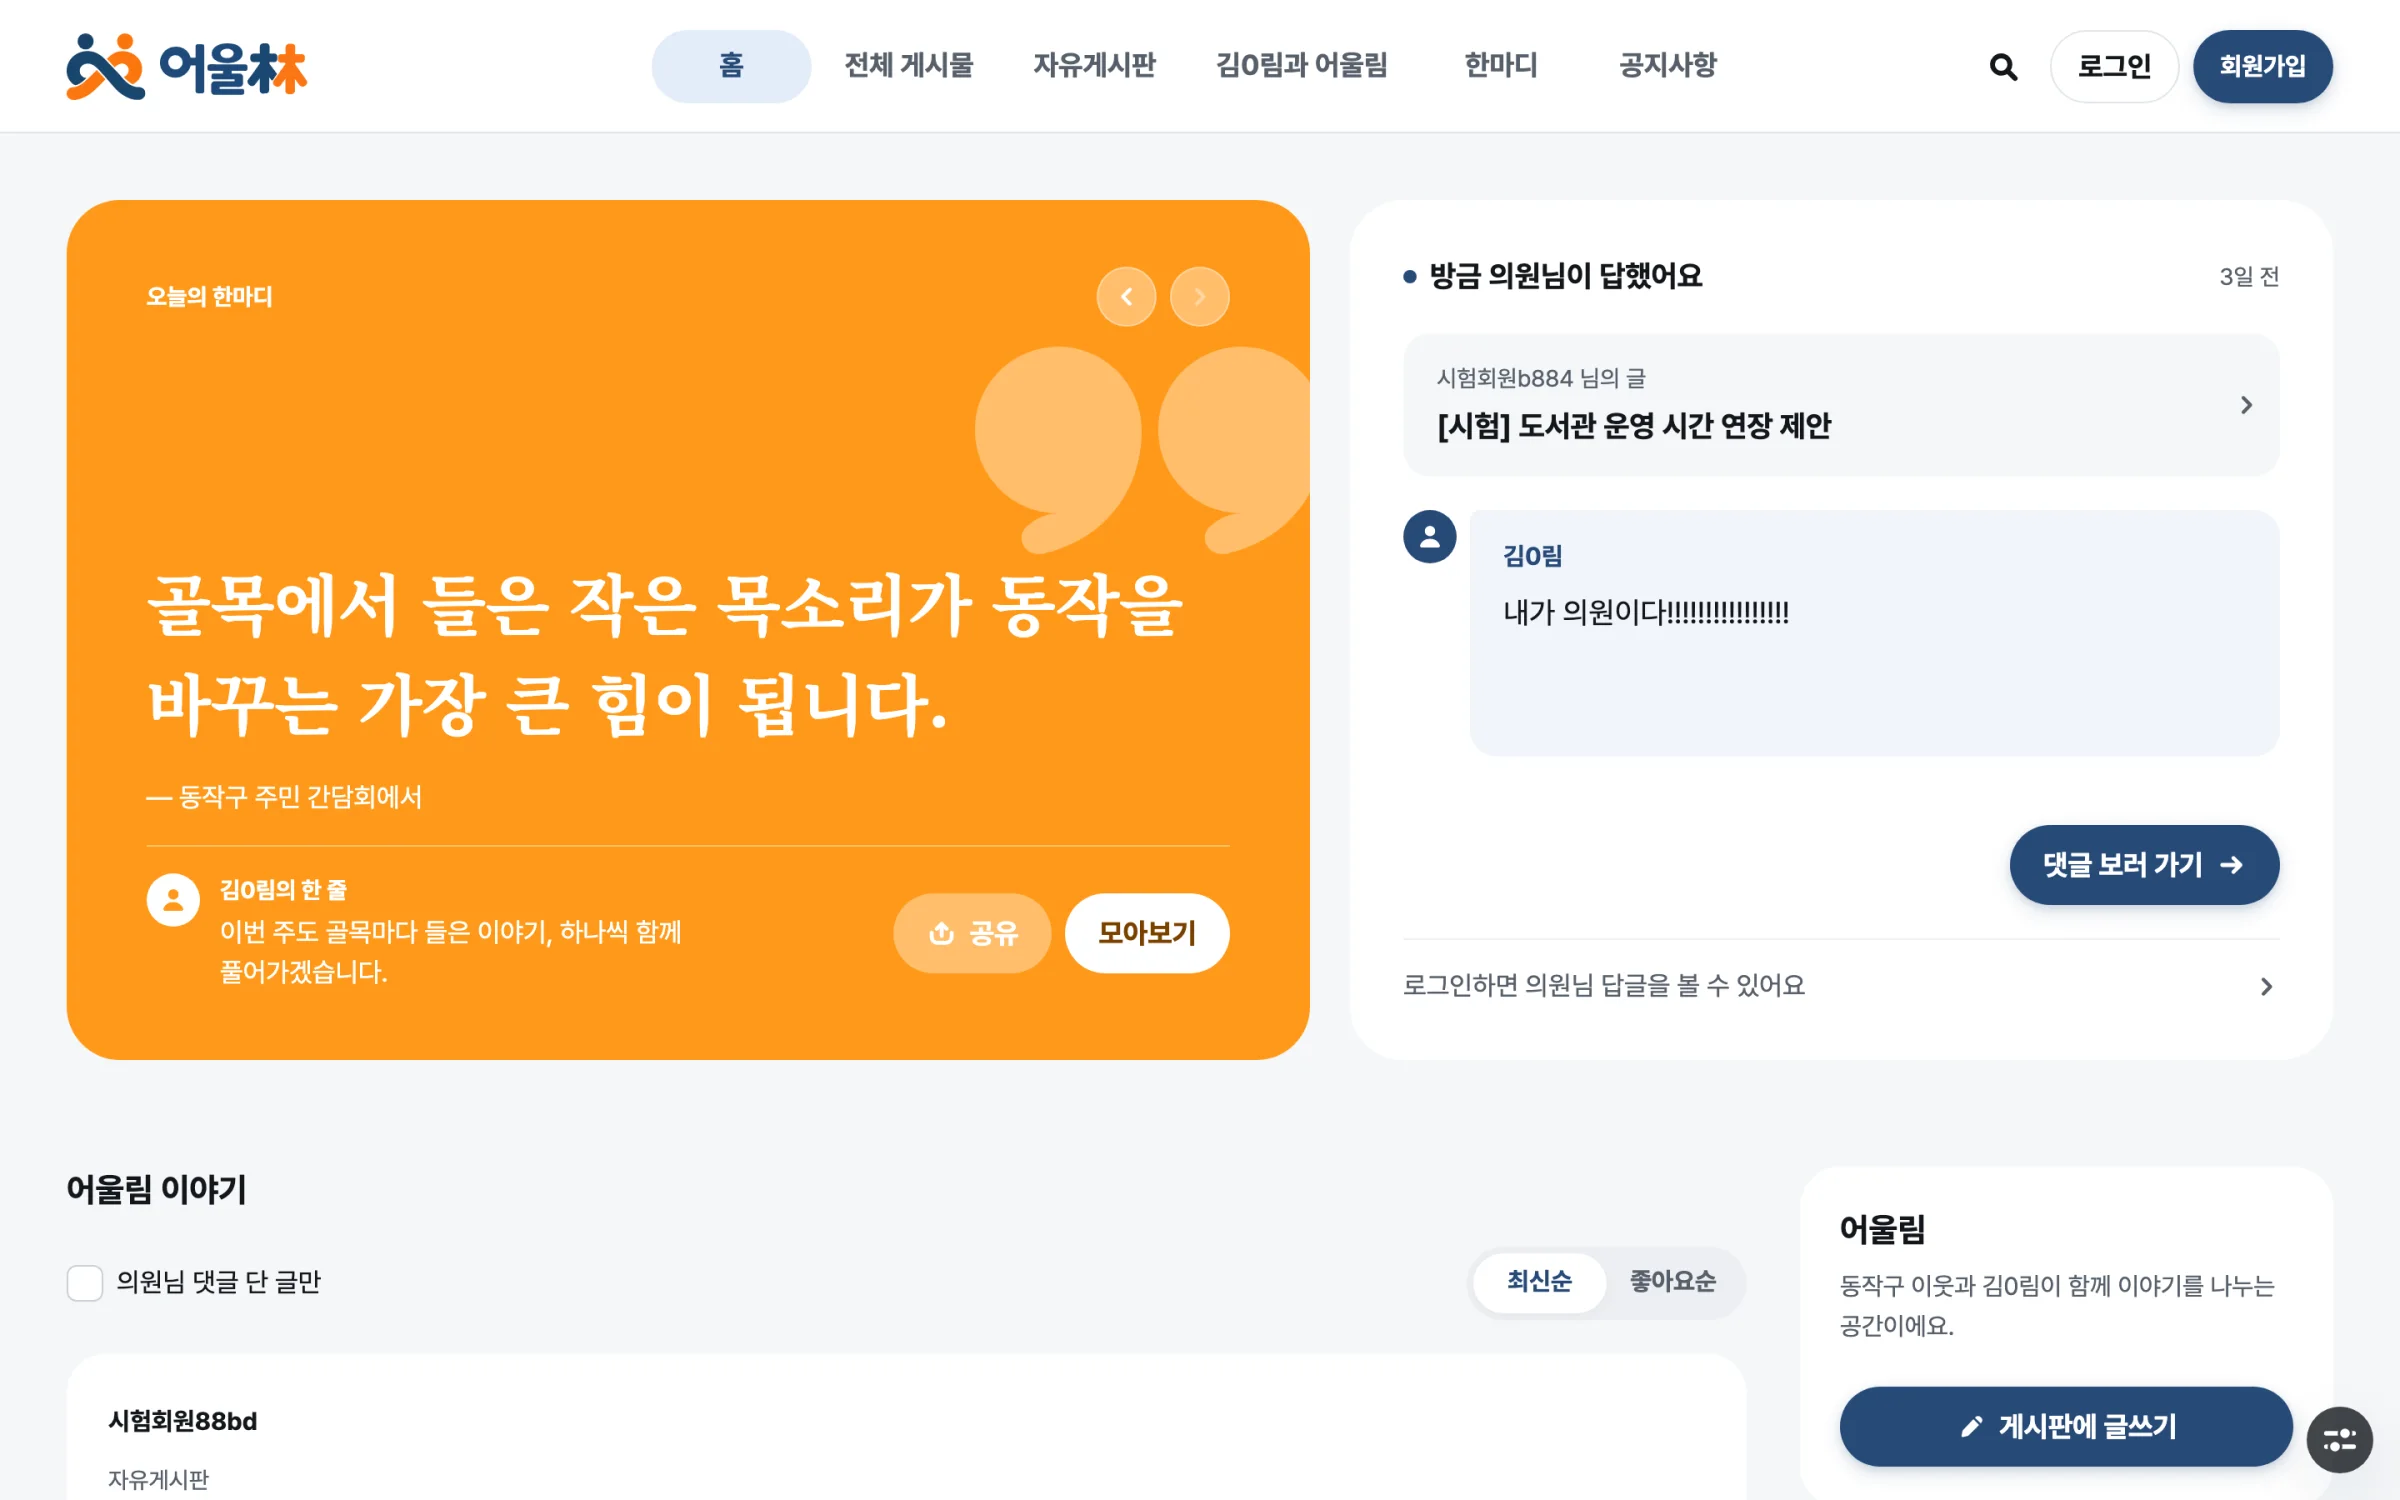 어울林
홈
전체 게시물
자유게시판
김0림과 어울림
한마디
공지사항
로그인
회원가입
오늘의 한마디
골목에서 들은 작은 목소리가 동작을
바꾸는 가장 큰 힘이 됩니다.
— 동작구 주민 간담회에서
김0림의 한 줄
이번 주도 골목마다 들은 이야기, 하나씩 함께
풀어가겠습니다.
공유
모아보기
방금 의원님이 답했어요
3일 전
시험회원b884 님의 글
[시험] 도서관 운영 시간 연장 제안
김0림
내가 의원이다!!!!!!!!!!!!!!!!
댓글 보러 가기
로그인하면 의원님 답글을 볼 수 있어요
어울림 이야기
의원님 댓글 단 글만
최신순
좋아요순
시험회원88bd
자유게시판
어울림
동작구 이웃과 김0림이 함께 이야기를 나누는
공간이에요.
게시판에 글쓰기